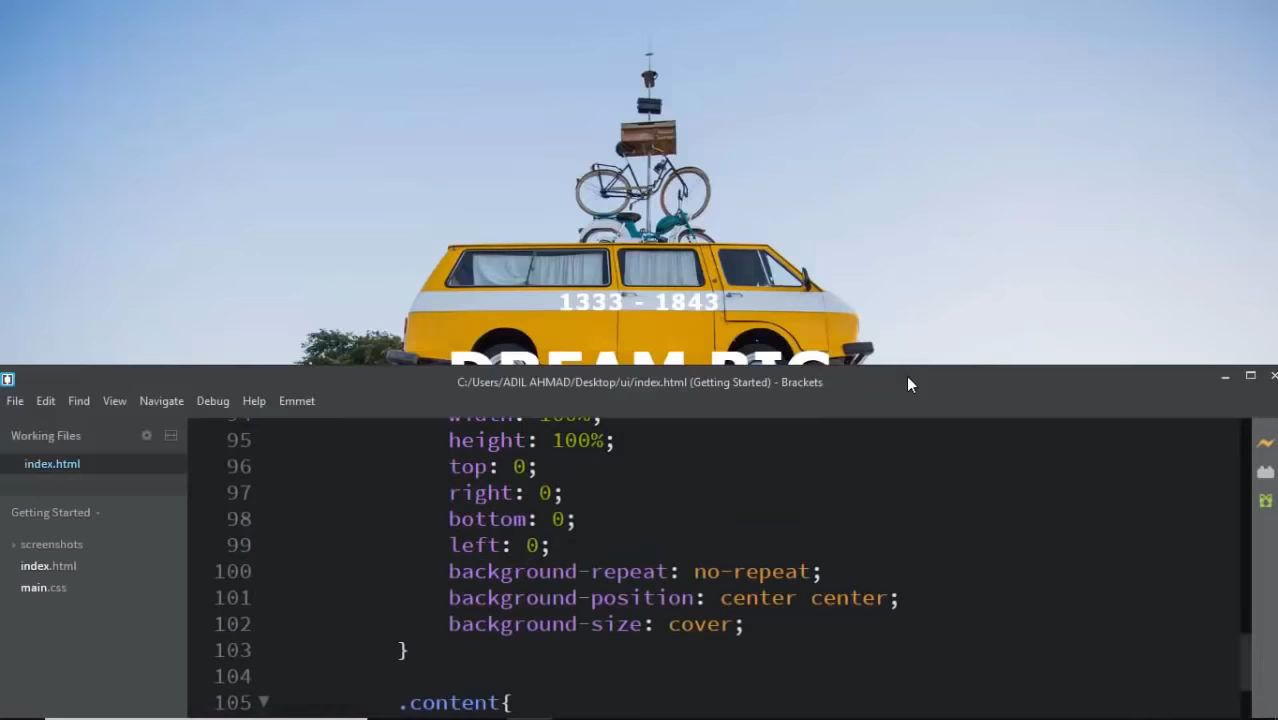 1333 - 1843
DREAM BIG
C:/Users/ADIL AHMAD/Desktop/ui/index.html (Getting Started) - Brackets
File Edit Find View Navigate Debug Help Emmet
Working Files
index.html
Getting Started
screenshots
index.html
main.css
94 width: 100%;
95 height: 100%;
96 top: 0;
97 right: 0;
98 bottom: 0;
99 left: 0;
100 background-repeat: no-repeat;
101 background-position: center center;
102 background-size: cover;
103 }
104
105 .content{